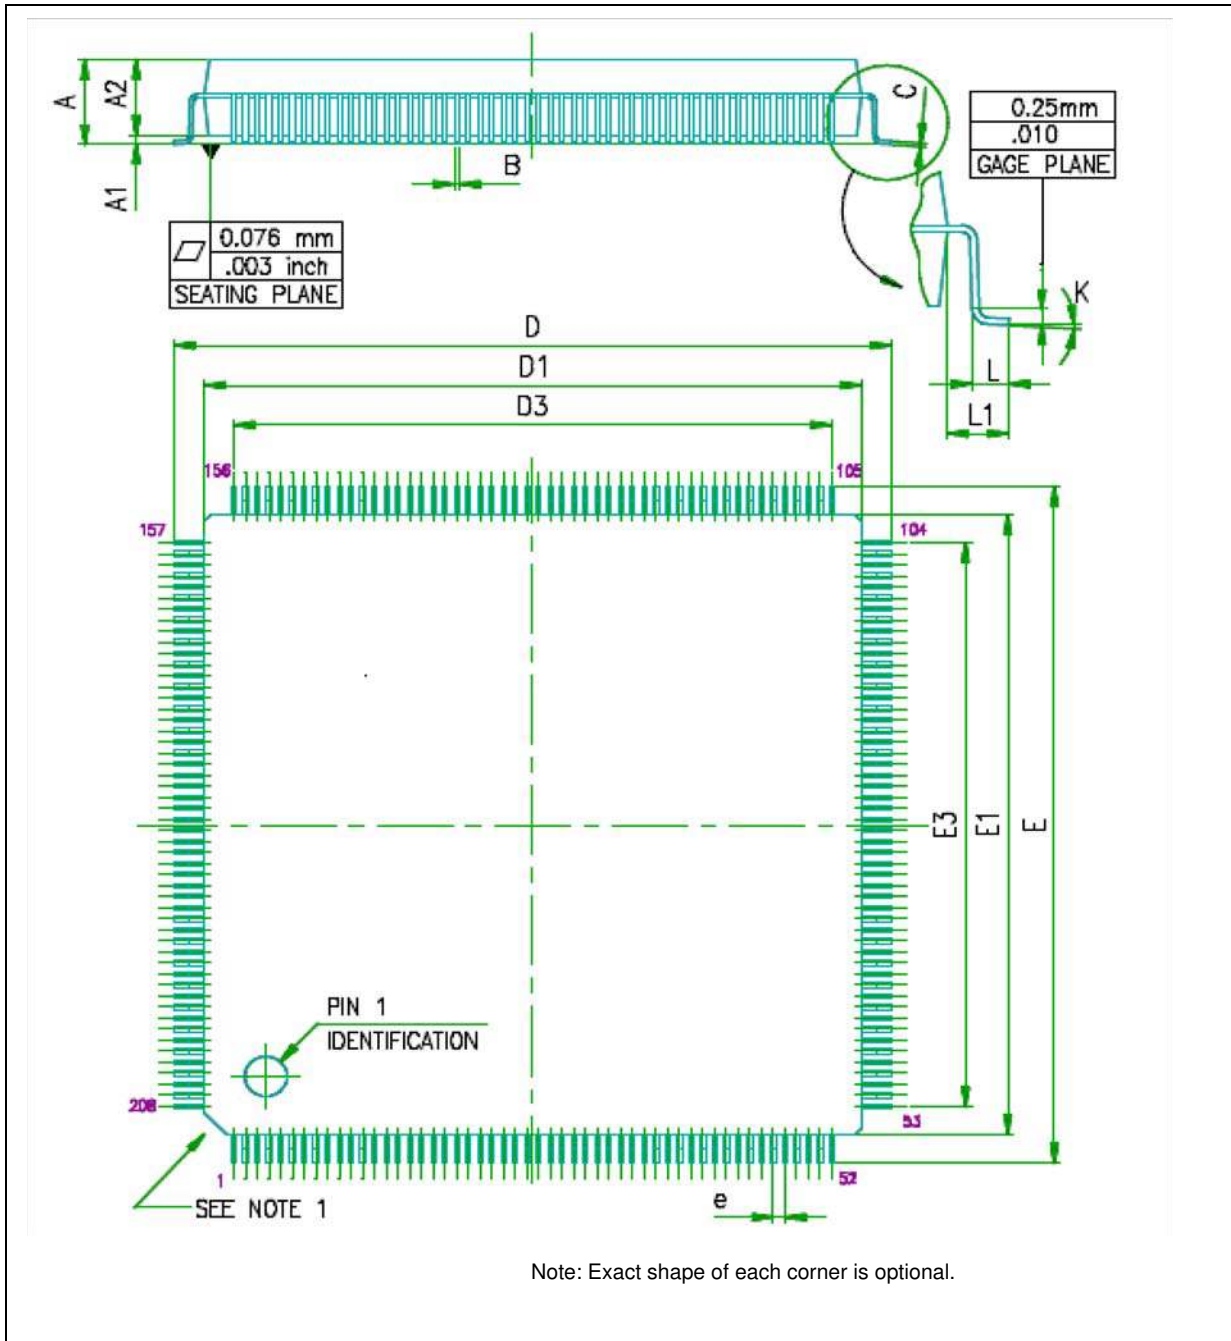 A
A2
A1
B
C
0.25mm
.010
GAGE PLANE
0.076 mm
.003 inch
SEATING PLANE
K
L
L1
D
D1
D3
156
105
157
104
E3
E1
E
PIN 1
IDENTIFICATION
208
53
1
52
SEE NOTE 1
e
Note: Exact shape of each corner is optional.